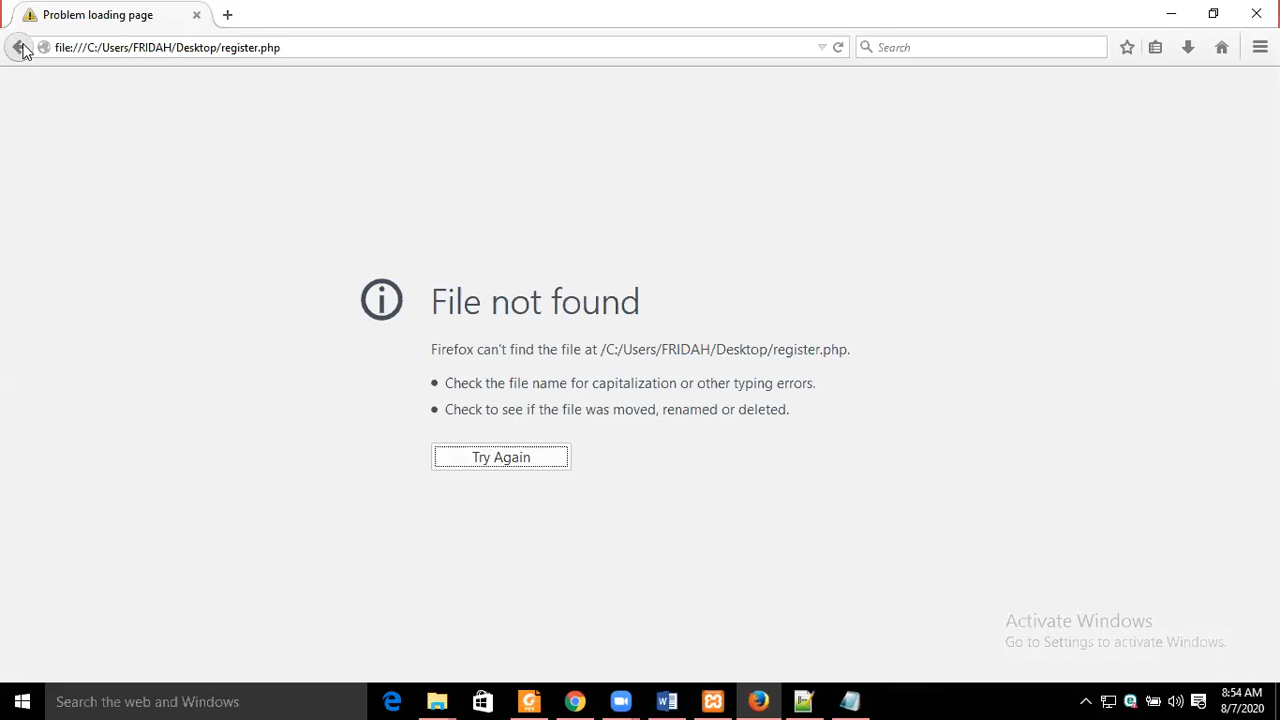 Problem loading page
file:///C:/Users/FRIDAH/Desktop/register.php
Search
File not found
Firefox can't find the file at /C:/Users/FRIDAH/Desktop/register.php.
Check the file name for capitalization or other typing errors.
Check to see if the file was moved, renamed or deleted.
Try Again
Activate Windows
Go to Settings to activate Windows.
Search the web and Windows
8:54 AM
8/7/2020